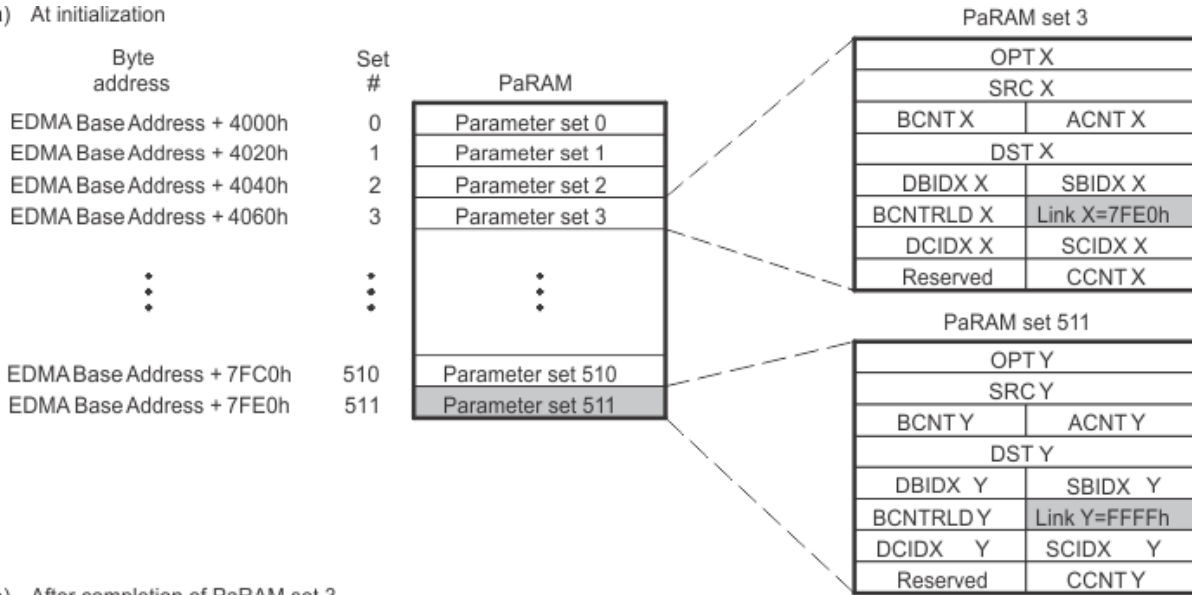 ) At initialization
Byte address
Set #
PaRAM
EDMA Base Address + 4000h 0 Parameter set 0
EDMA Base Address + 4020h 1 Parameter set 1
EDMA Base Address + 4040h 2 Parameter set 2
EDMA Base Address + 4060h 3 Parameter set 3
EDMA Base Address + 7FC0h 510 Parameter set 510
EDMA Base Address + 7FE0h 511 Parameter set 511
PaRAM set 3
OPT X
SRC X
BCNT X ACNT X
DST X
DBIDX X SBIDX X
BCNTRLD X Link X=7FE0h
DCIDX X SCIDX X
Reserved CCNT X
PaRAM set 511
OPT Y
SRC Y
BCNT Y ACNT Y
DST Y
DBIDX Y SBIDX Y
BCNTRLD Y Link Y=FFFFh
DCIDX Y SCIDX Y
Reserved CCNT Y
) After completion of PaRAM set 3